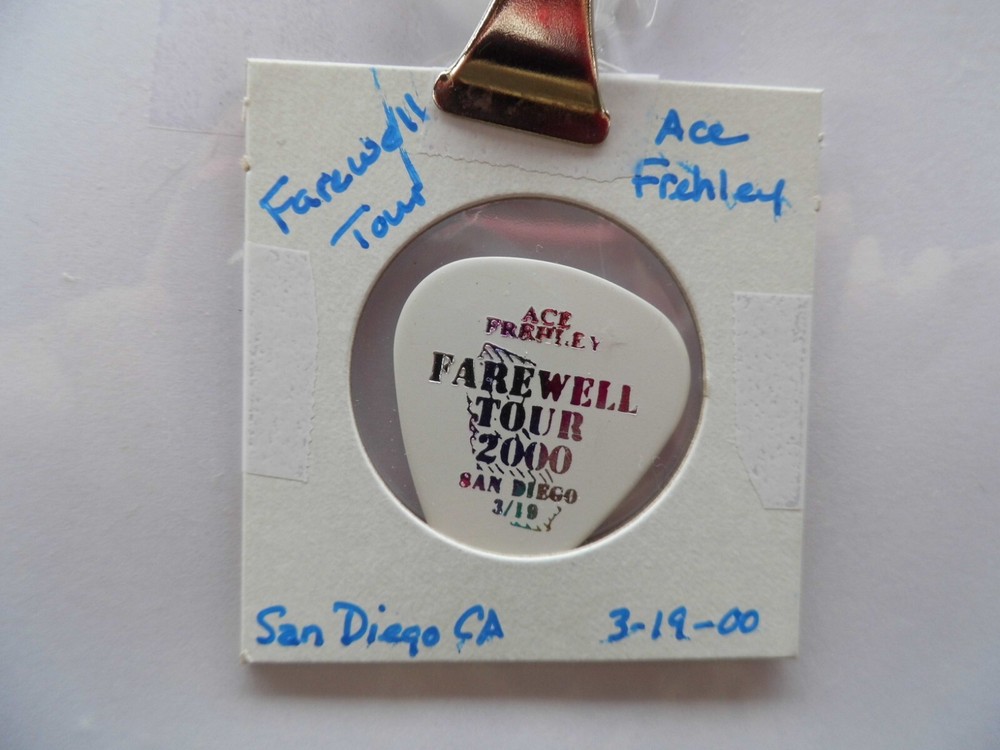 Farewell
Tour
Ace
Frehley
ACE
FREHLEY
FAREWELL
TOUR
2000
SAN DIEGO
3/19
San Diego CA
3-19-00